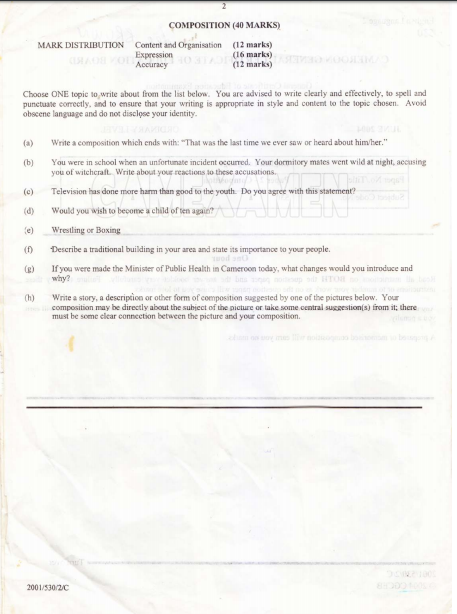 2
COMPOSITION (40 MARKS)
MARK DISTRIBUTION Content and Organisation (12 marks)
Expression (16 marks)
Accuracy (12 marks)
Choose ONE topic to write about from the list below. You are advised to write clearly and effectively, to spell and
punctuate correctly, and to ensure that your writing is appropriate in style and content to the topic chosen. Avoid
obscene language and do not disclose your identity.
(a) Write a composition which ends with: "That was the last time we ever saw or heard about him/her."
(b) You were in school when an unfortunate incident occurred. Your dormitory mates went wild at night, accusing
you of witchcraft. Write about your reactions to these accusations.
(c) Television has done more harm than good to the youth. Do you agree with this statement?
(d) Would you wish to become a child of ten again?
(e) Wrestling or Boxing
(f) Describe a traditional building in your area and state its importance to your people.
(g) If you were made the Minister of Public Health in Cameroon today, what changes would you introduce and
why?
(h) Write a story, a description or other form of composition suggested by one of the pictures below. Your
composition may be directly about the subject of the picture or take some central suggestion(s) from it; there
must be some clear connection between the picture and your composition.
CAMEXAMEN
2001/530/2/C